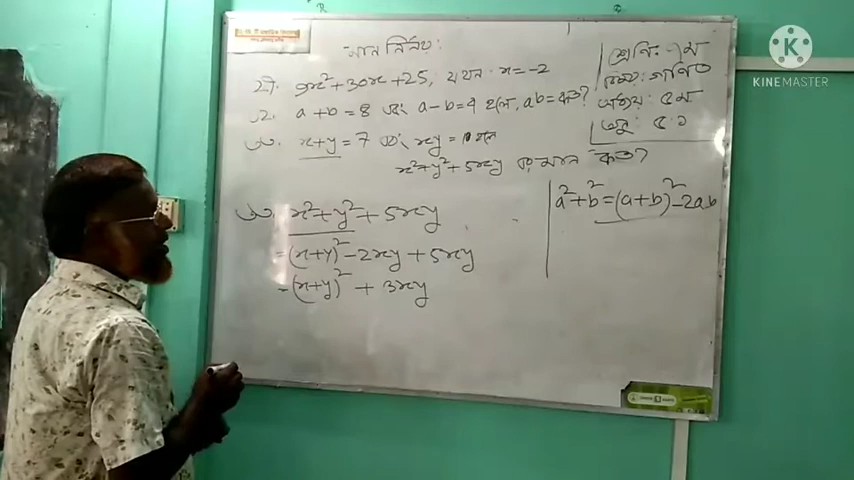 মান নির্ণয়:
১। 9x² + 30x + 25, যখন x = -2
২. a + b = 8 এবং a - b = 4 হলে, ab = কত?
৩. x + y = 7 এবং xy = 10 হলে
x² + y² + 5xy এর মান কত?
শ্রেণি: ৭ম
বিষয়: গণিত
অধ্যায়: ৫ম
অনু: ৫.১
৩. x² + y² + 5xy
= (x+y)² - 2xy + 5xy
= (x+y)² + 3xy
a² + b² = (a+b)² - 2ab
KINEMASTER